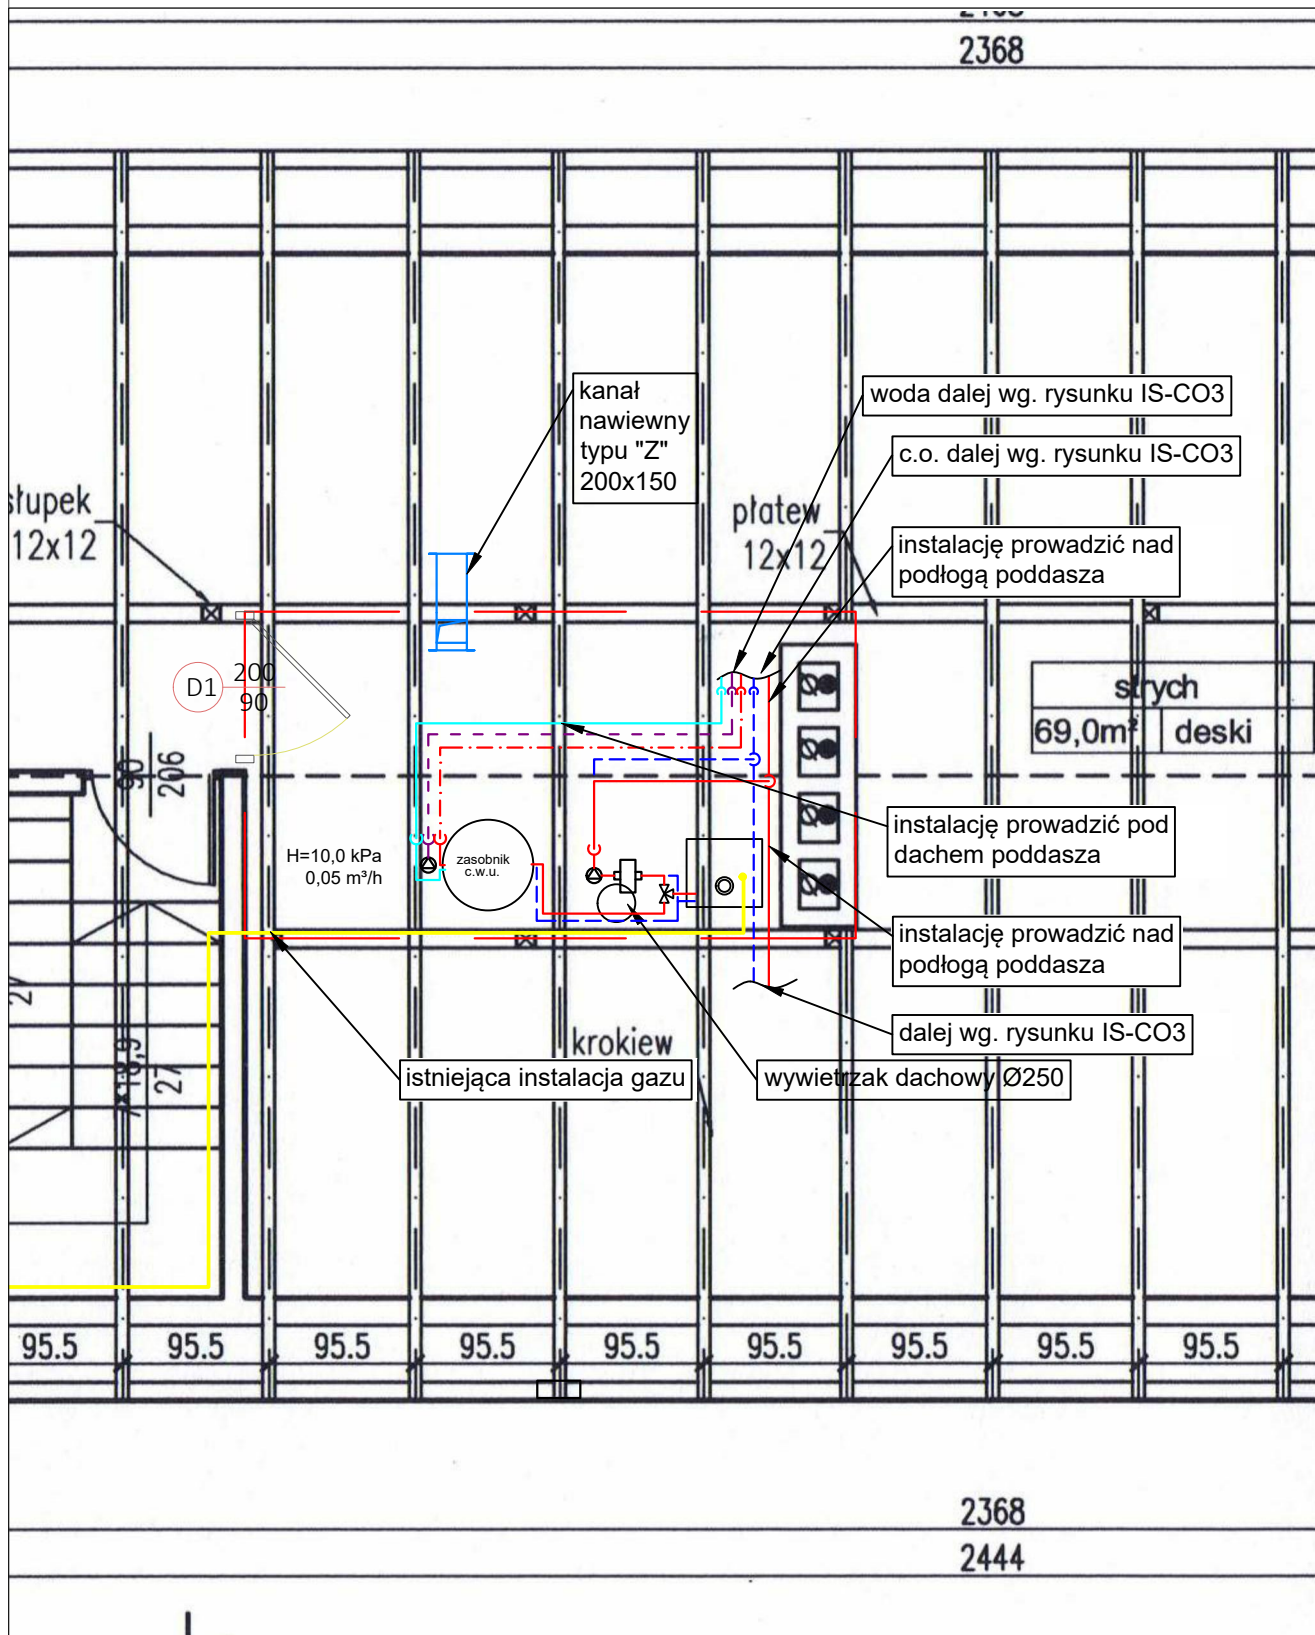 2368
kanał
nawiewny
typu "Z"
200x150
woda dalej wg. rysunku IS-CO3
c.o. dalej wg. rysunku IS-CO3
słupek
12x12
płatew
12x12
instalację prowadzić nad
podłogą poddasza
D1
200
90
strych
69,0m²
deski
90
206
instalację prowadzić pod
dachem poddasza
H=10,0 kPa
0,05 m³/h
zasobnik
c.w.u.
instalację prowadzić nad
podłogą poddasza
dalej wg. rysunku IS-CO3
krokiew
istniejąca instalacja gazu
wywietrzak dachowy Ø250
7x18,9
27
95.5
95.5
95.5
95.5
95.5
95.5
95.5
95.5
95.5
2368
2444